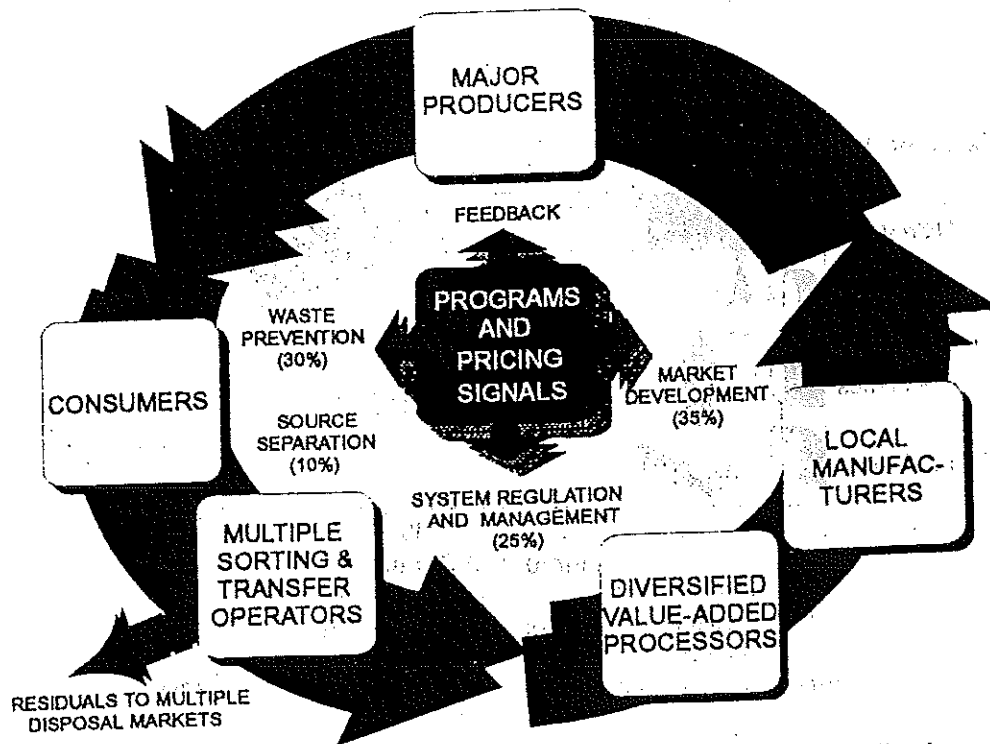 MAJOR
PRODUCERS
FEEDBACK
PROGRAMS
AND
PRICING
SIGNALS
WASTE
PREVENTION
(30%)
CONSUMERS
SOURCE
SEPARATION
(10%)
MARKET
DEVELOPMENT
(35%)
LOCAL
MANUFAC-
TURERS
SYSTEM REGULATION
AND MANAGEMENT
(25%)
MULTIPLE
SORTING &
TRANSFER
OPERATORS
DIVERSIFIED
VALUE-ADDED
PROCESSORS
RESIDUALS TO MULTIPLE
DISPOSAL MARKETS